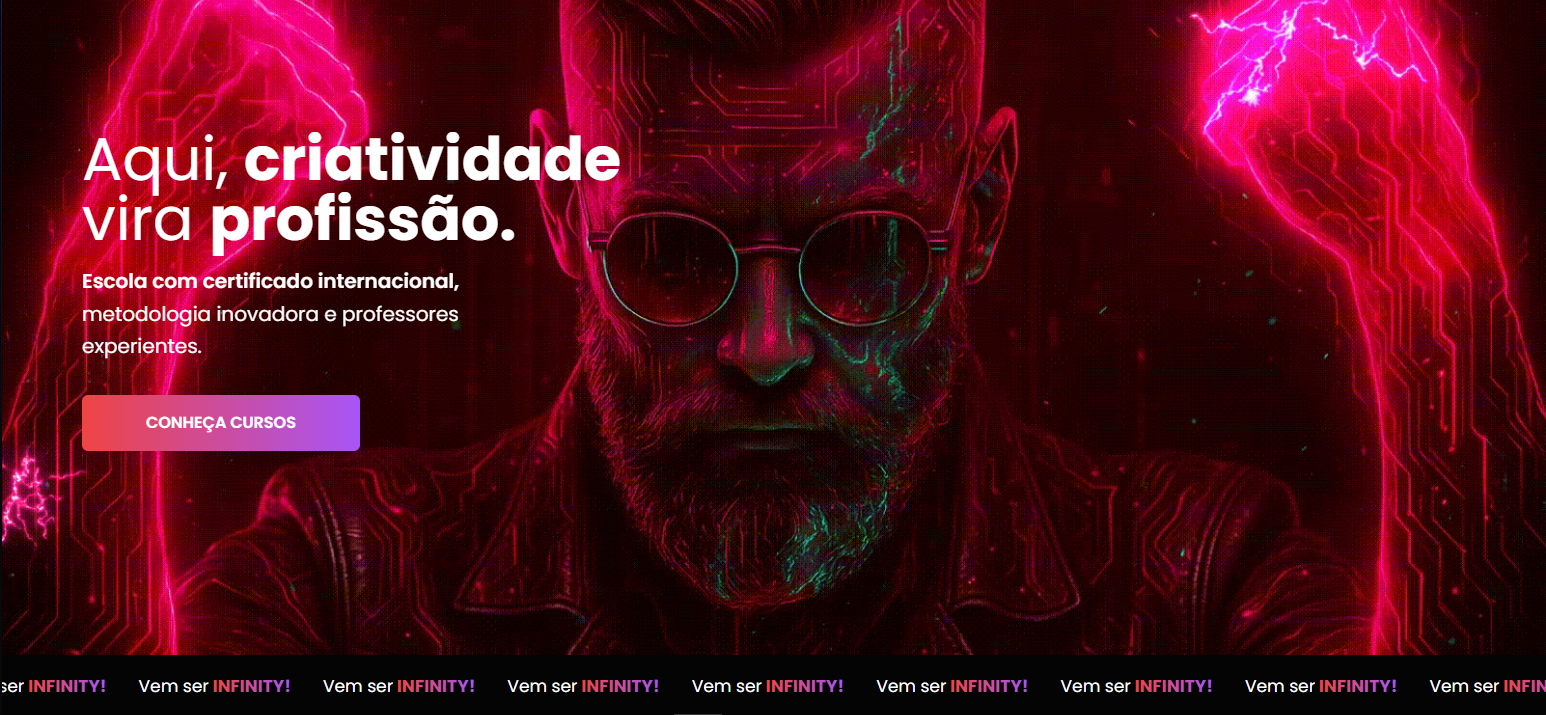 Aqui, criatividade
vira profissão.
Escola com certificado internacional,
metodologia inovadora e professores
experientes.
CONHEÇA CURSOS
ser INFINITY! Vem ser INFINITY! Vem ser INFINITY! Vem ser INFINITY! Vem ser INFINITY! Vem ser INFINITY! Vem ser INFINITY! Vem ser INFINITY! Vem ser INFIN